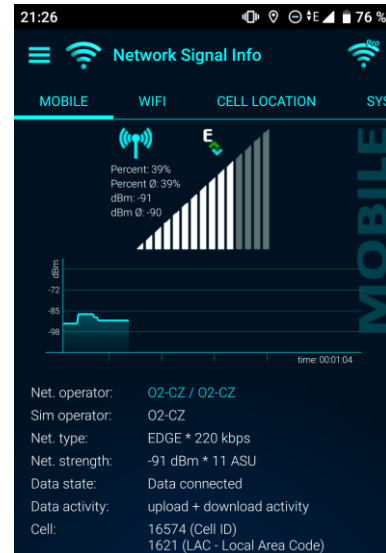 21:26 E 76 %
Network Signal Info Pro
MOBILE WIFI CELL LOCATION SYS
E
Percent: 39%
Percent Ø: 39%
dBm: -91
dBm Ø: -90
MOBILE
dBm
-72
-85
-98
time: 00:01:04
Net. operator: O2-CZ / O2-CZ
Sim operator: O2-CZ
Net. type: EDGE * 220 kbps
Net. strength: -91 dBm * 11 ASU
Data state: Data connected
Data activity: upload + download activity
Cell: 16574 (Cell ID)
1621 (LAC - Local Area Code)